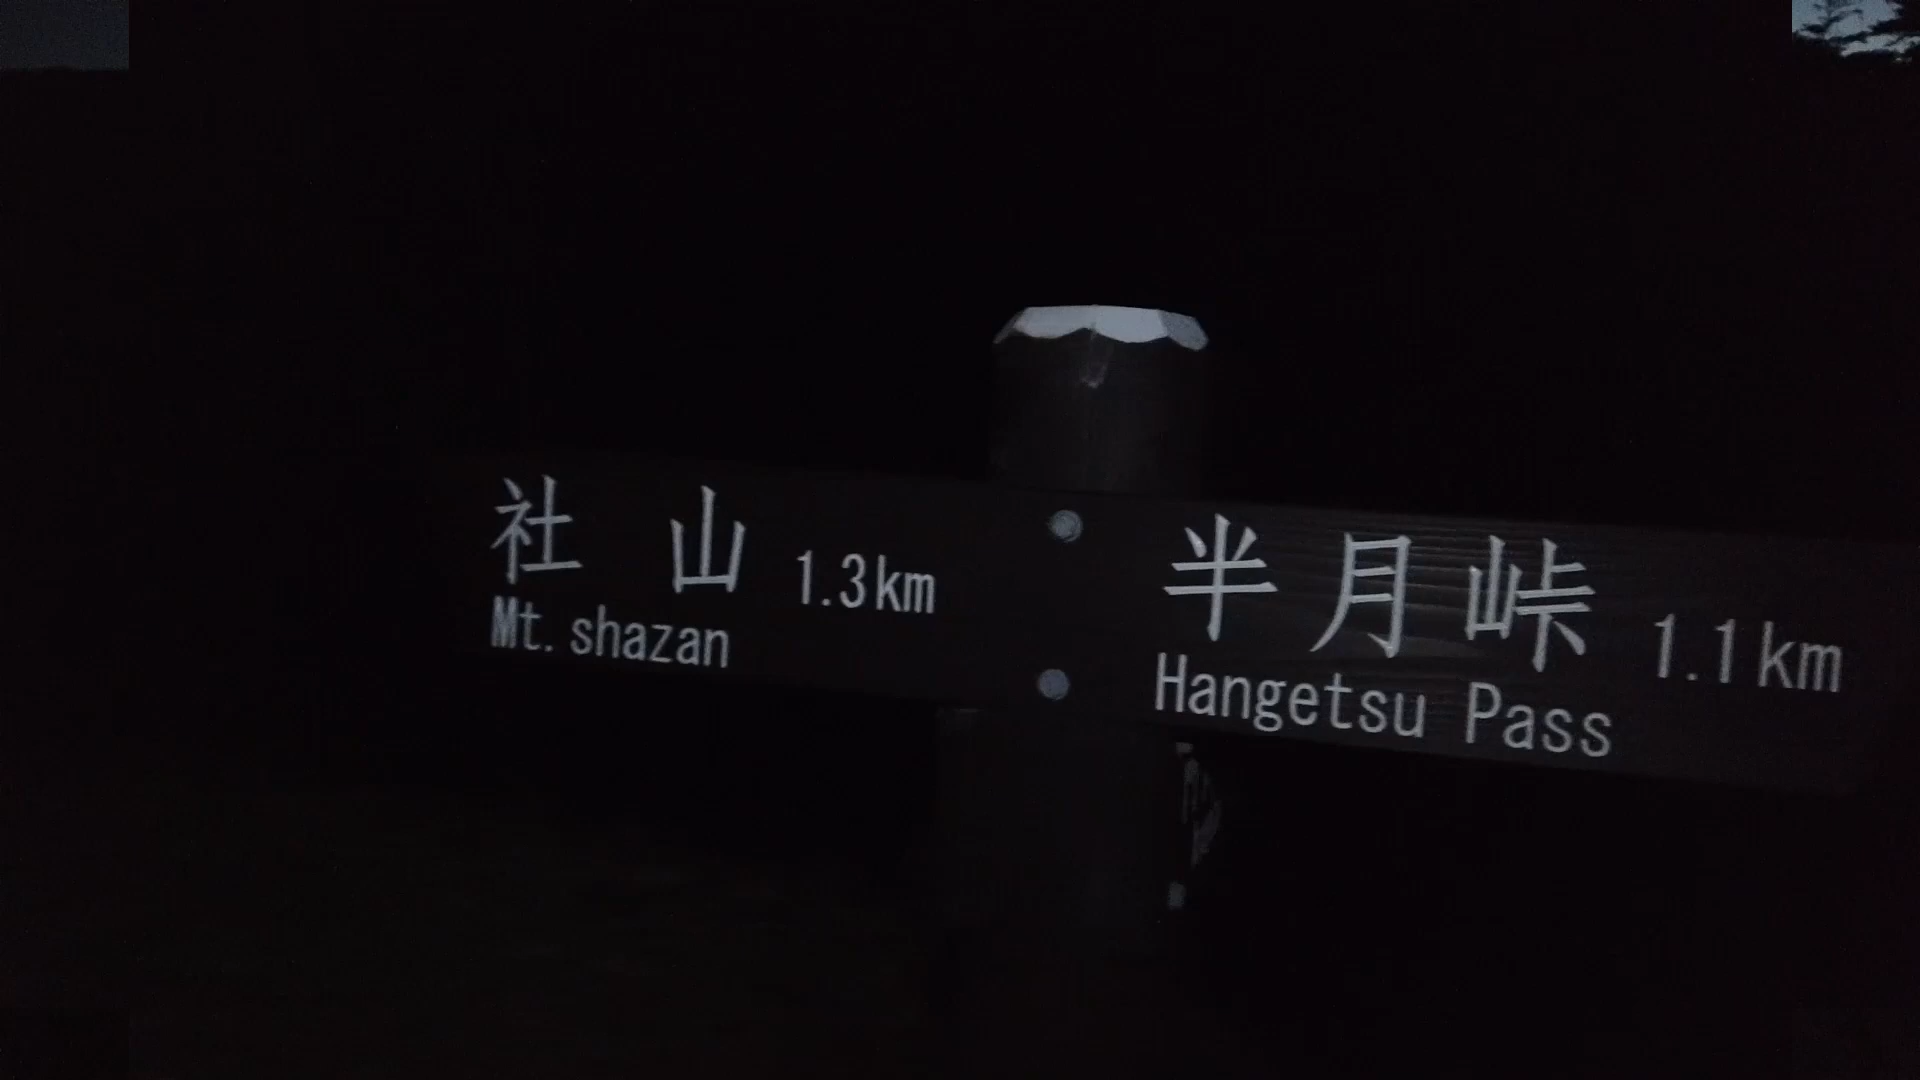 社山 1.3km
Mt. shazan
半月峠 1.1km
Hangetsu Pass